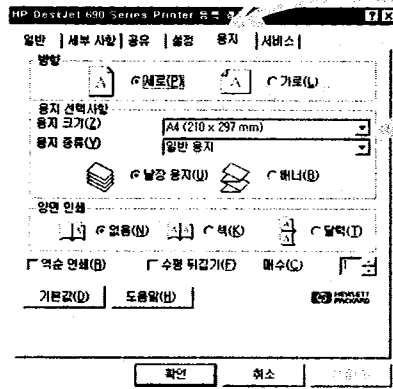 HP DeskJet 690 Series Printer 등록
일반 세부 사항 공유 설정 용지 서비스
방향
A 세로(P) A 가로(L)
용지 선택사항
용지 크기(Z) A4 (210 x 297 mm)
용지 종류(Y) 일반 용지
낱장 용지(U) 배너(B)
양면 인쇄
없음(N) 책(K) 달력(T)
역순 인쇄(R) 수평 뒤집기(F) 매수(C) 1
기본값(D) 도움말(H) HEWLETT PACKARD
확인 취소